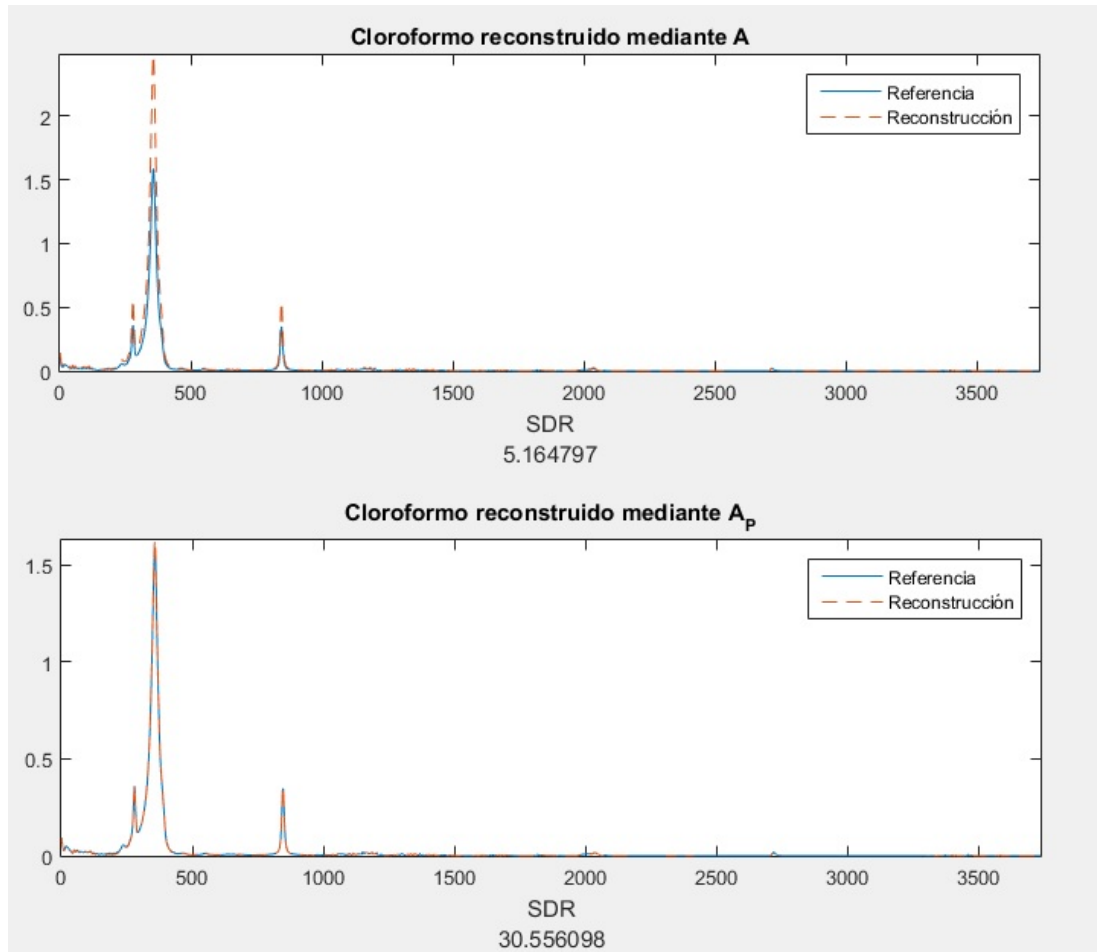 Cloroformo reconstruido mediante A
Referencia
Reconstrucción
2
1.5
1
0.5
0
0 500 1000 1500 2000 2500 3000 3500
SDR
5.164797
Cloroformo reconstruido mediante A_P
Referencia
Reconstrucción
1.5
1
0.5
0
0 500 1000 1500 2000 2500 3000 3500
SDR
30.556098